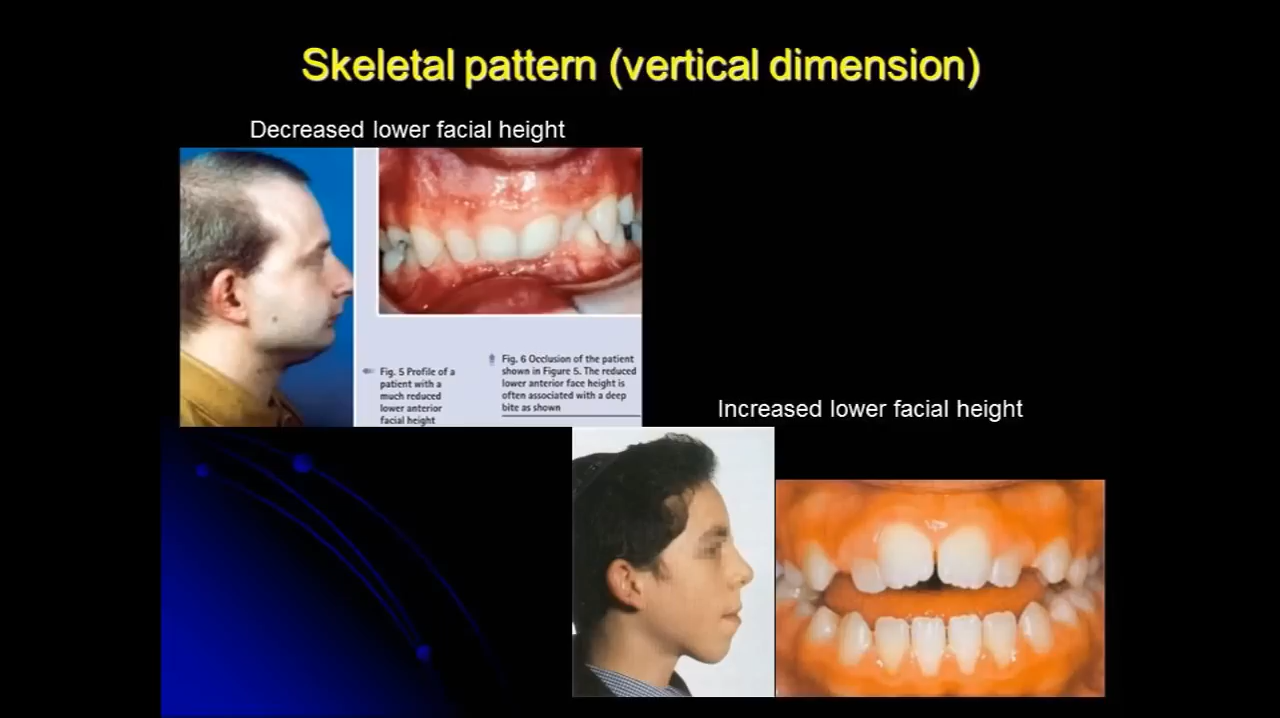 Skeletal pattern (vertical dimension)
Decreased lower facial height
Fig. 5 Profile of a
patient with a
much reduced
lower anterior
facial height
Fig. 6 Occlusion of the patient
shown in Figure 5. The reduced
lower anterior face height is
often associated with a deep
bite as shown
Increased lower facial height